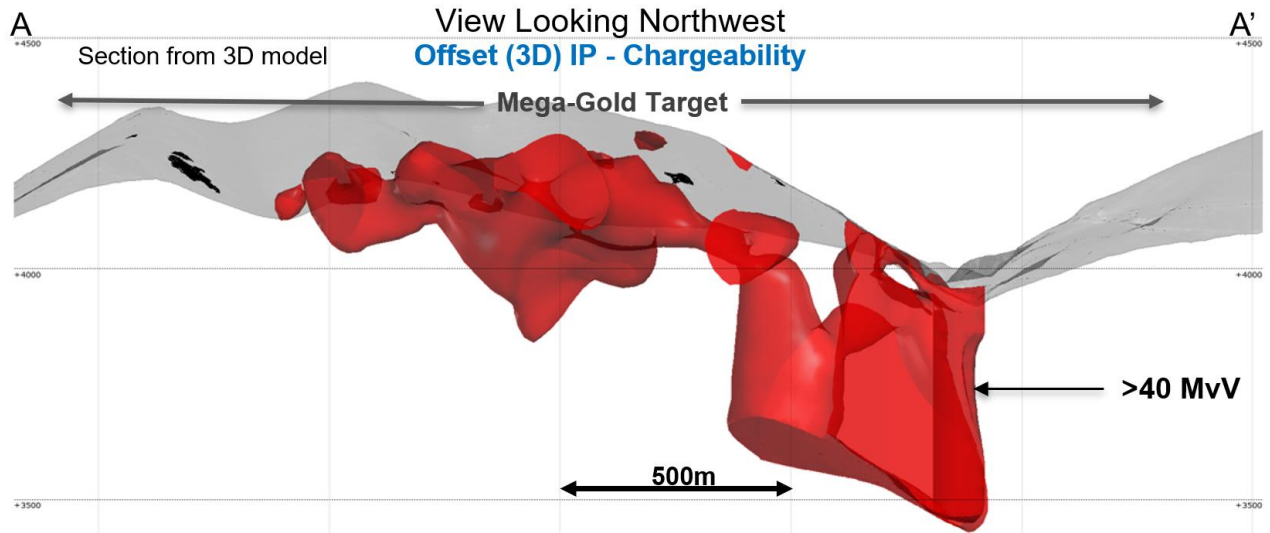 A
View Looking Northwest
A’
+4500
+4500
Section from 3D model
Offset (3D) IP - Chargeability
Mega-Gold Target
+4000
+4000
>40 MvV
500m
+3500
+3500